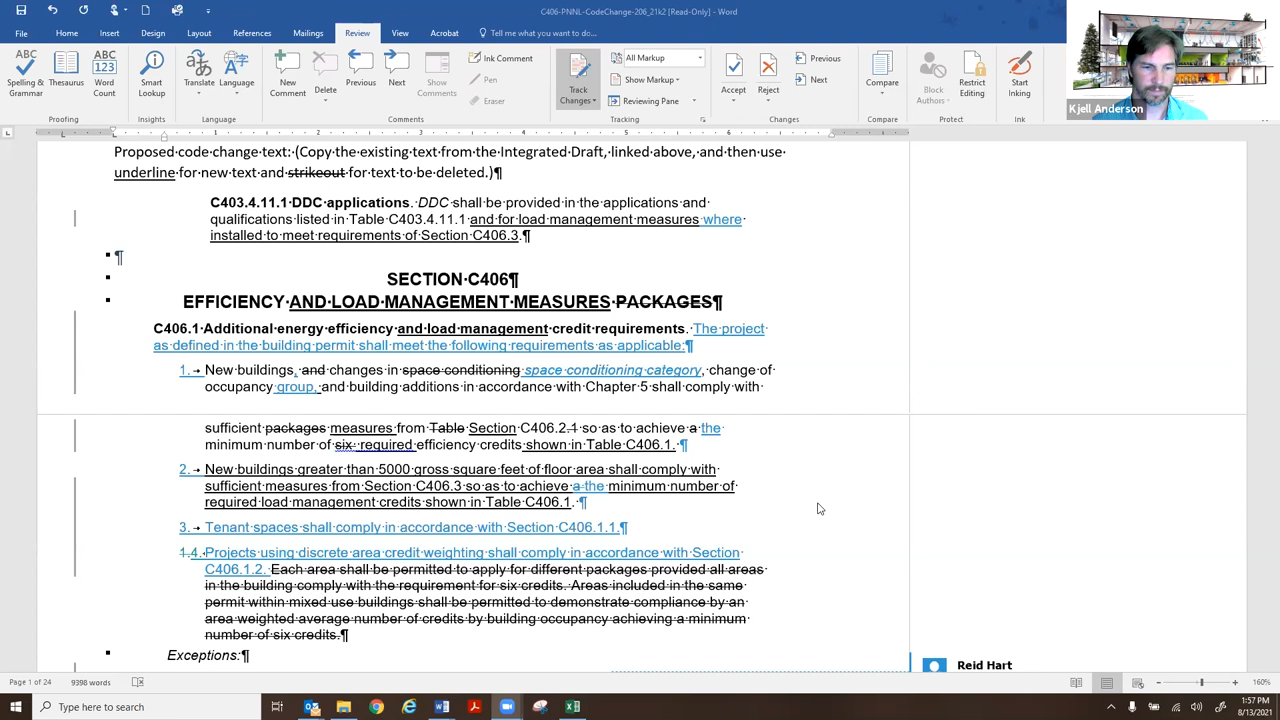 C406-PNNL-CodeChange-206_21k2 [Read-Only] - Word
File Home Insert Design Layout References Mailings Review View Acrobat Tell me what you want to do...
Spelling & Grammar
Thesaurus
Word Count
Smart Lookup
Translate
Language
New Comment
Delete
Previous
Next
Show Comments
Ink Comment
Pen
Eraser
Track Changes
All Markup
Show Markup
Reviewing Pane
Accept
Reject
Previous
Next
Compare
Block Authors
Restrict Editing
Start Inking
Proofing Insights Language Comments Tracking Changes Compare Protect Ink
Kjell Anderson
Proposed code change text: (Copy the existing text from the Integrated Draft, linked above, and then use
underline for new text and strikeout for text to be deleted.)¶
C403.4.11.1 DDC applications. DDC shall be provided in the applications and
qualifications listed in Table C403.4.11.1 and for load management measures where
installed to meet requirements of Section C406.3.¶
¶
SECTION C406¶
EFFICIENCY AND LOAD MANAGEMENT MEASURES PACKAGES¶
C406.1 Additional energy efficiency and load management credit requirements. The project
as defined in the building permit shall meet the following requirements as applicable:¶
1. New buildings, and changes in space conditioning space conditioning category, change of
occupancy group, and building additions in accordance with Chapter 5 shall comply with
sufficient packages measures from Table Section C406.2.1 so as to achieve a the
minimum number of six required efficiency credits shown in Table C406.1. ¶
2. New buildings greater than 5000 gross square feet of floor area shall comply with
sufficient measures from Section C406.3 so as to achieve a the minimum number of
required load management credits shown in Table C406.1. ¶
3. Tenant spaces shall comply in accordance with Section C406.1.1.¶
1.4. Projects using discrete area credit weighting shall comply in accordance with Section
C406.1.2. Each area shall be permitted to apply for different packages provided all areas
in the building comply with the requirement for six credits. Areas included in the same
permit within mixed use buildings shall be permitted to demonstrate compliance by an
area weighted average number of credits by building occupancy achieving a minimum
number of six credits.¶
Exceptions:¶
Reid Hart
Page 1 of 24 9398 words 160%
Type here to search
1:57 PM
8/13/2021